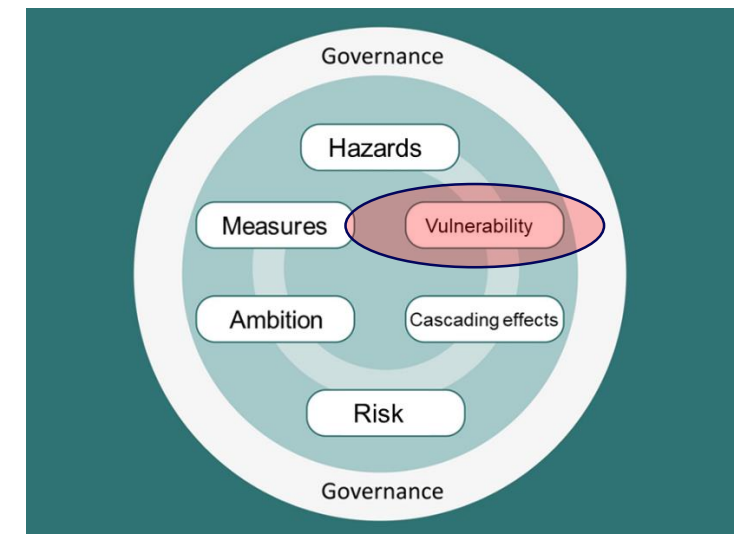 Governance
Hazards
Measures
Vulnerability
Ambition
Cascading effects
Risk
Governance